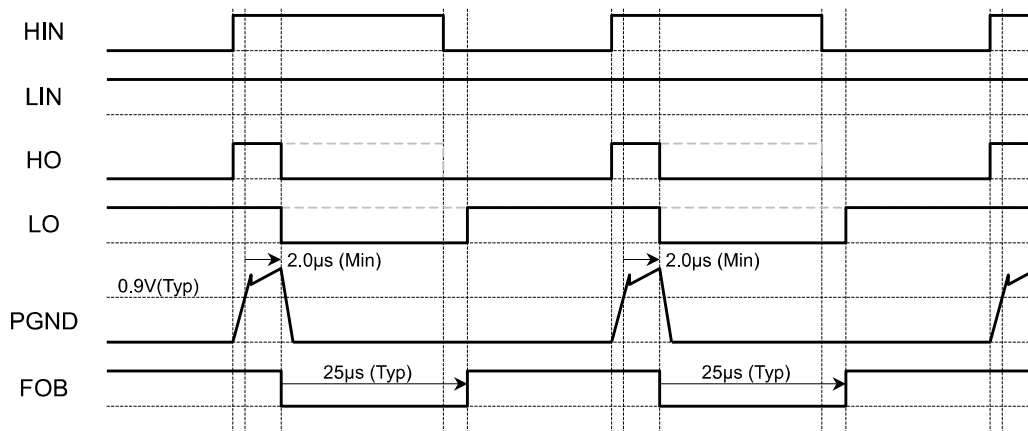 HIN
LIN
HO
LO
2.0µs (Min) 2.0µs (Min)
0.9V(Typ)
PGND
25µs (Typ) 25µs (Typ)
FOB